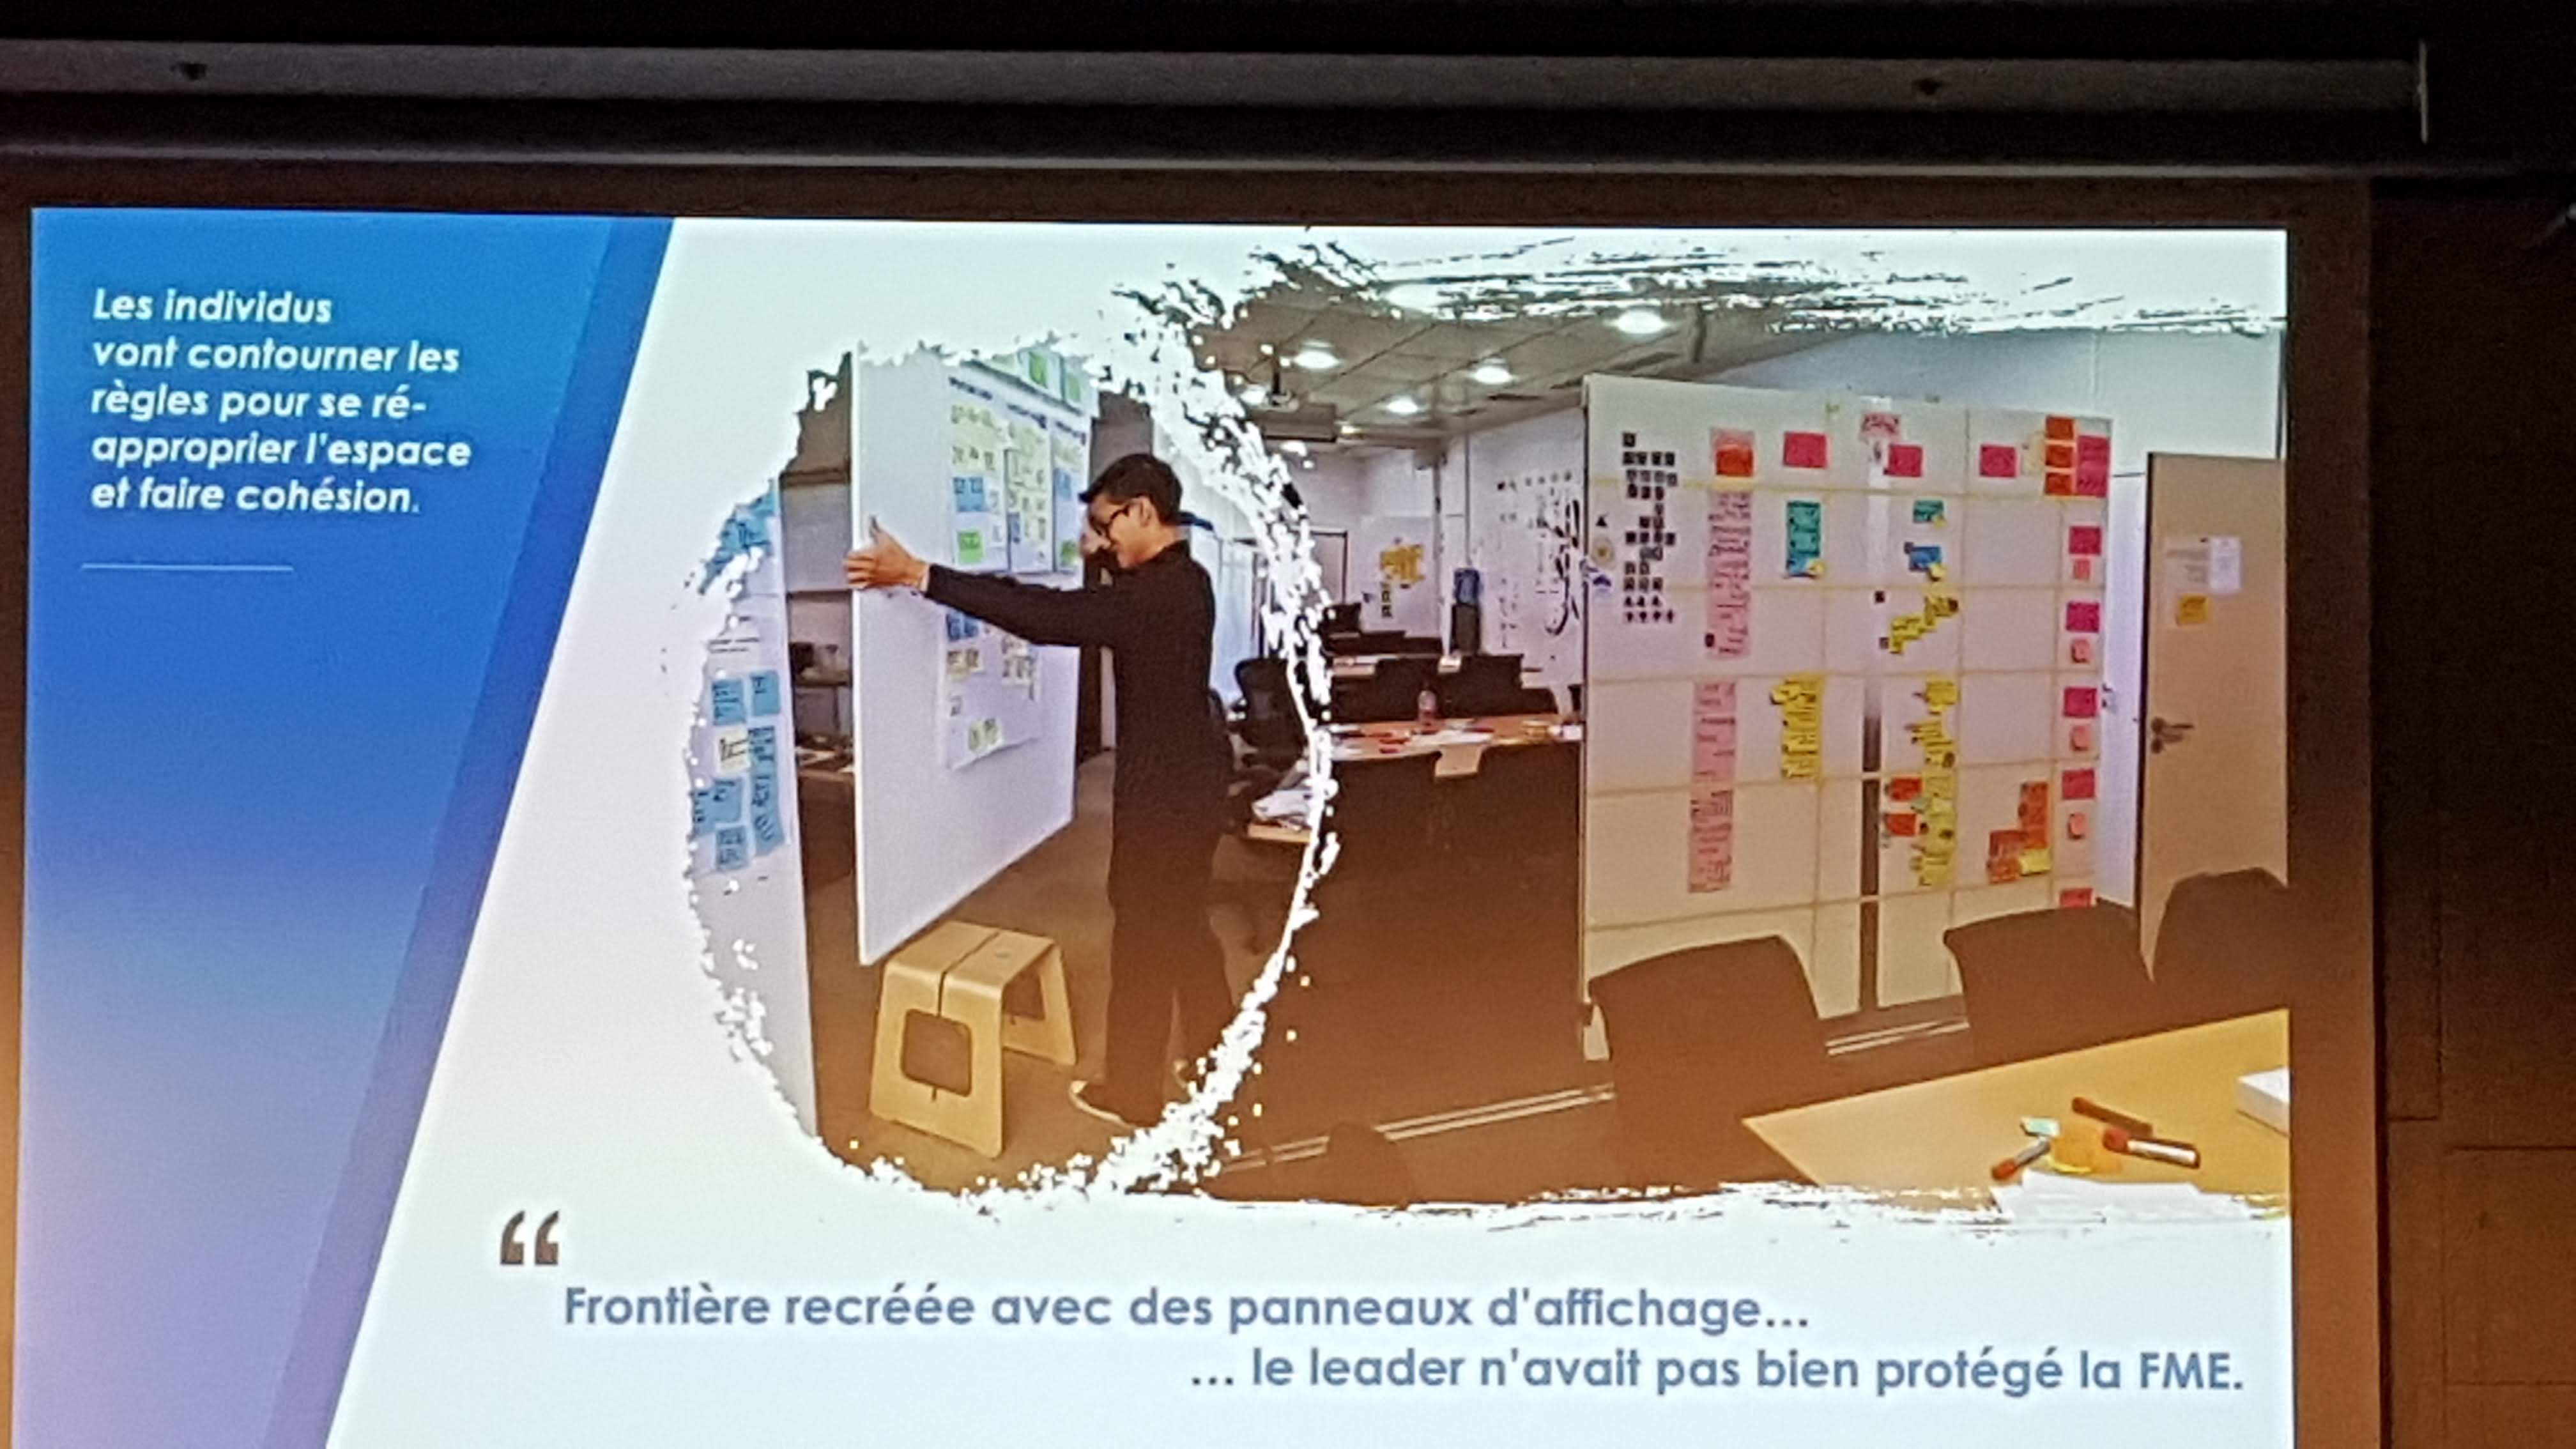 Les individus
vont contourner les
règles pour se ré-
approprier l'espace
et faire cohésion.
“
Frontière recréée avec des panneaux d'affichage...
... le leader n'avait pas bien protégé la FME.